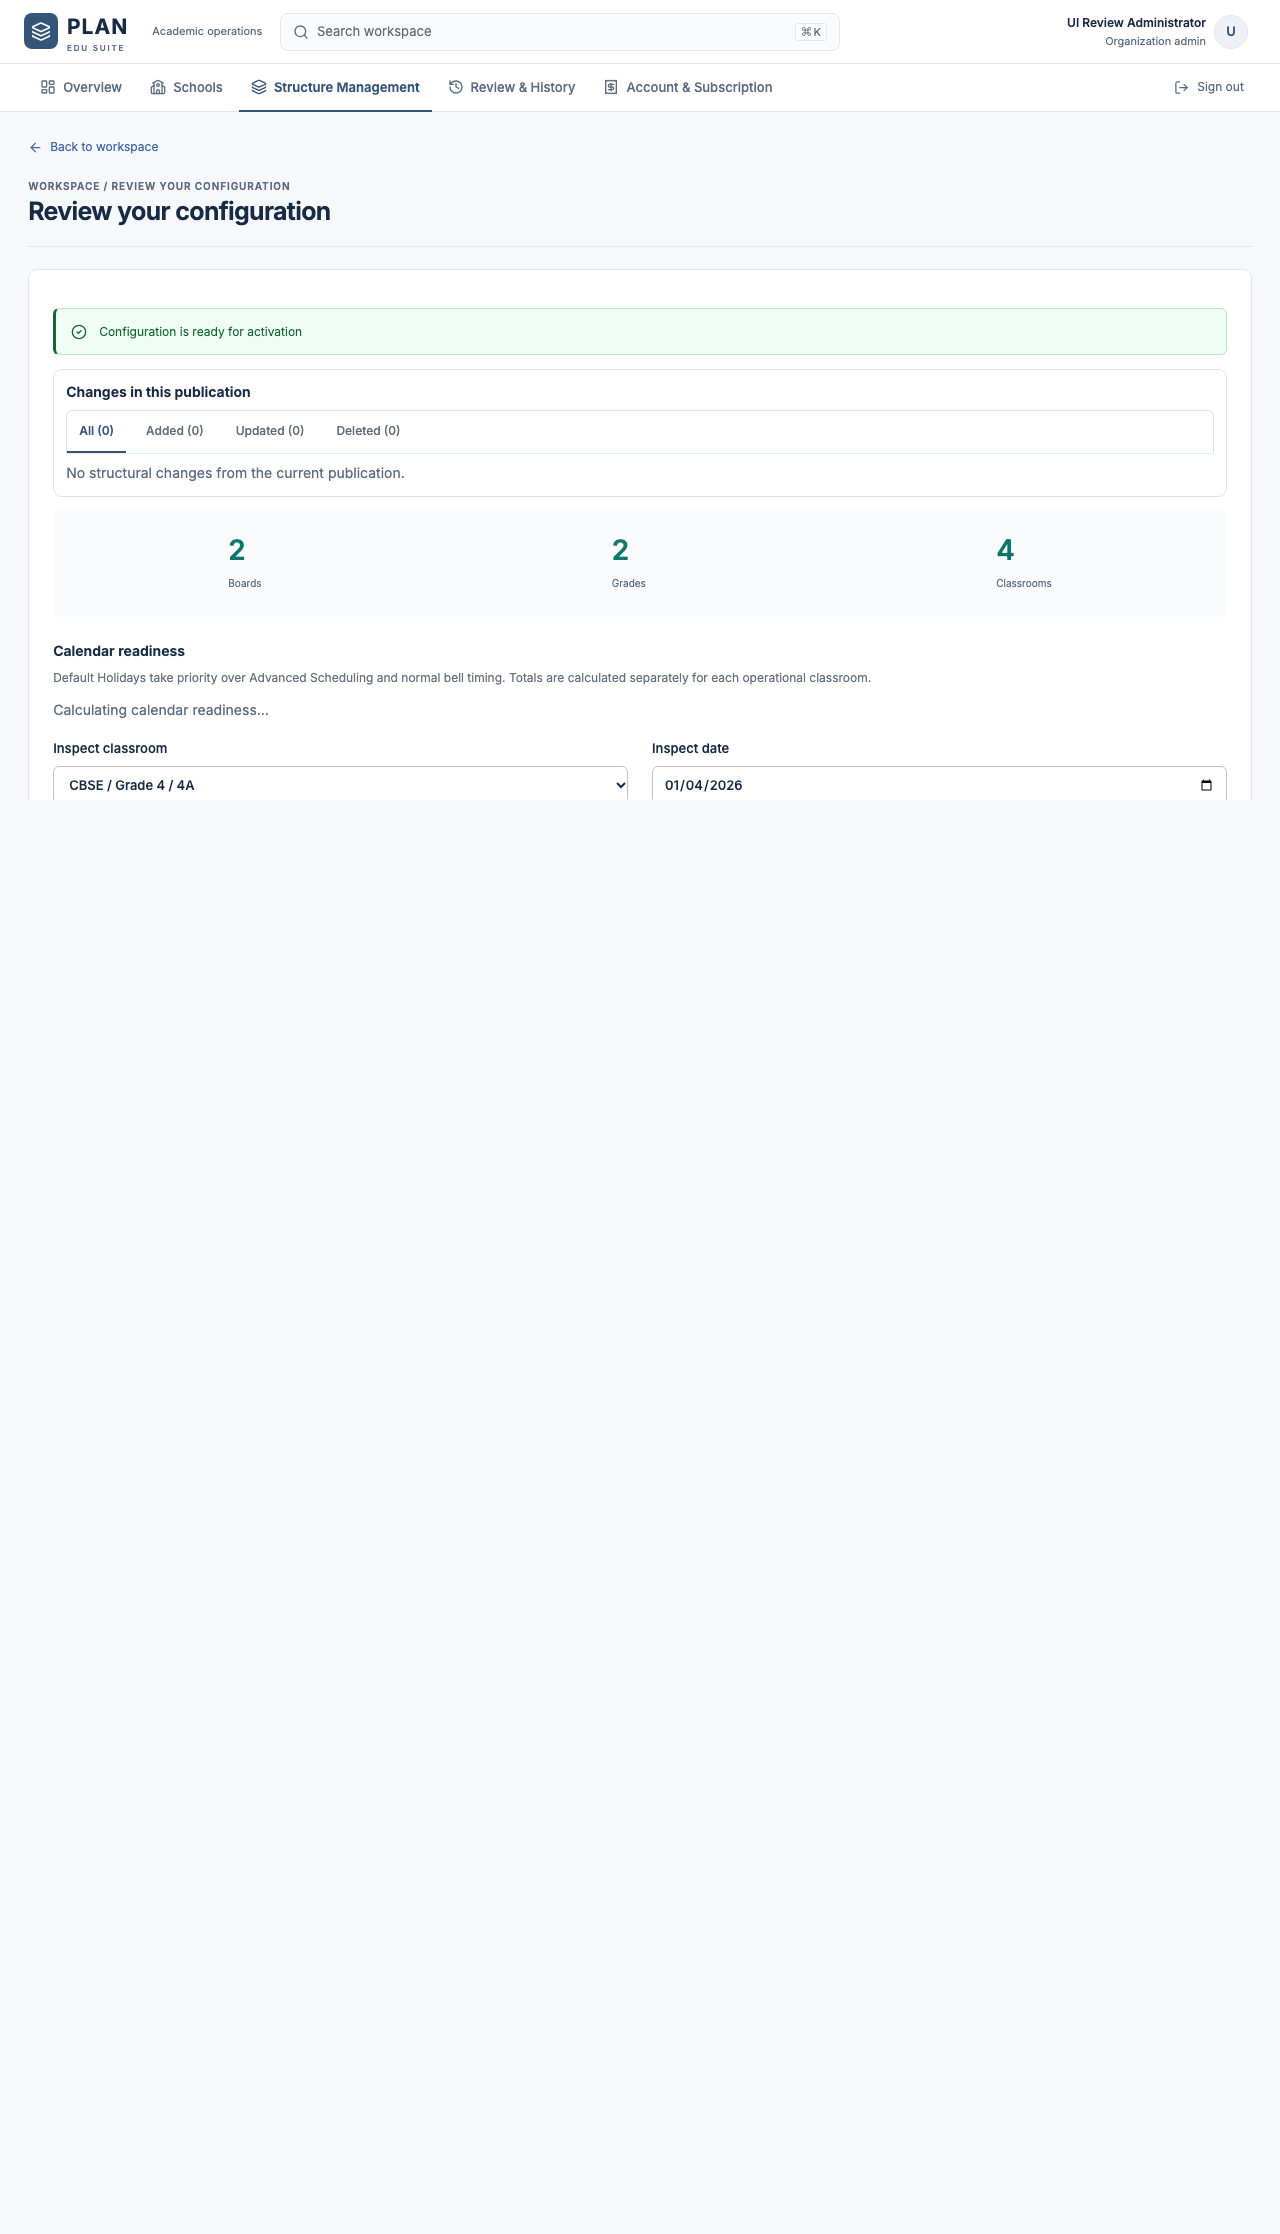 PLAN
EDU SUITE
Academic operations
Search workspace
⌘K
UI Review Administrator
Organization admin
U
Overview
Schools
Structure Management
Review & History
Account & Subscription
Sign out
Back to workspace
WORKSPACE / REVIEW YOUR CONFIGURATION
Review your configuration
Configuration is ready for activation
Changes in this publication
All (0) Added (0) Updated (0) Deleted (0)
No structural changes from the current publication.
2 2 4
Boards Grades Classrooms
Calendar readiness
Default Holidays take priority over Advanced Scheduling and normal bell timing. Totals are calculated separately for each operational classroom.
Calculating calendar readiness...
Inspect classroom Inspect date
CBSE / Grade 4 / 4A 01/04/2026